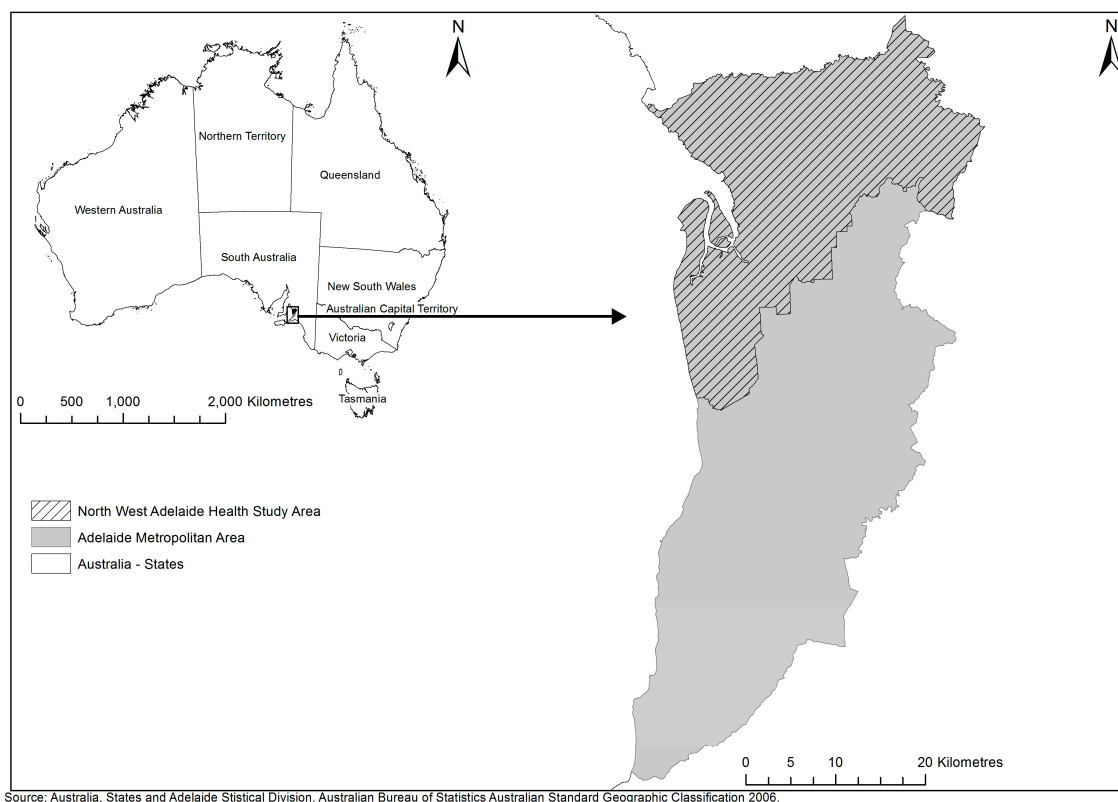 N
N
Northern Territory
Queensland
Western Australia
South Australia
New South Wales
Australian Capital Territory
Victoria
Tasmania
0 500 1,000 2,000 Kilometres
North West Adelaide Health Study Area
Adelaide Metropolitan Area
Australia - States
0 5 10 20 Kilometres
Source: Australia, States and Adelaide Stistical Division, Australian Bureau of Statistics Australian Standard Geographic Classification 2006.